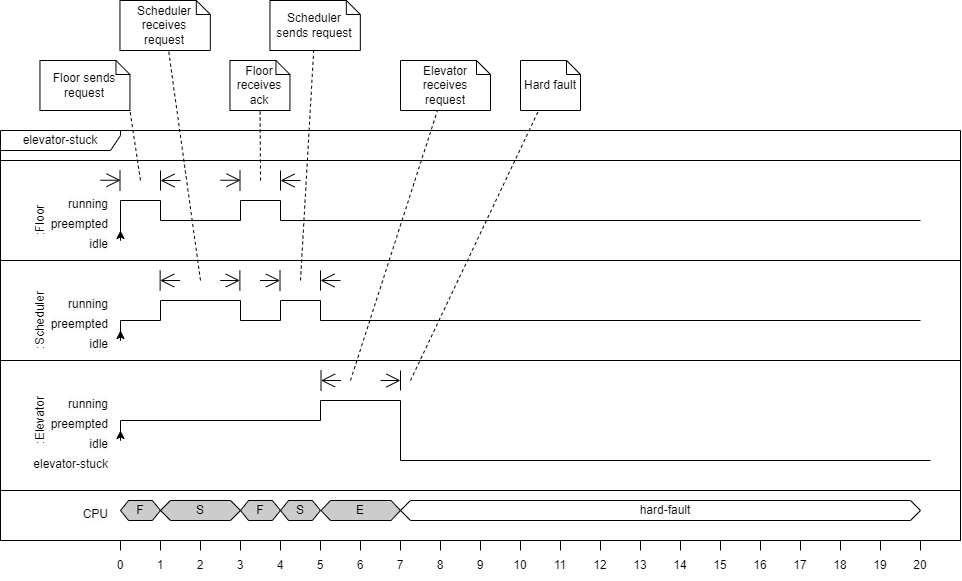 Scheduler
receives
request
Scheduler
sends request
Floor sends
request
Floor
receives
ack
Elevator
receives
request
Hard fault
elevator-stuck
:Floor
running
preempted
idle
:Scheduler
running
preempted
idle
:Elevator
running
preempted
idle
elevator-stuck
CPU F S F S E hard-fault
0 1 2 3 4 5 6 7 8 9 10 11 12 13 14 15 16 17 18 19 20